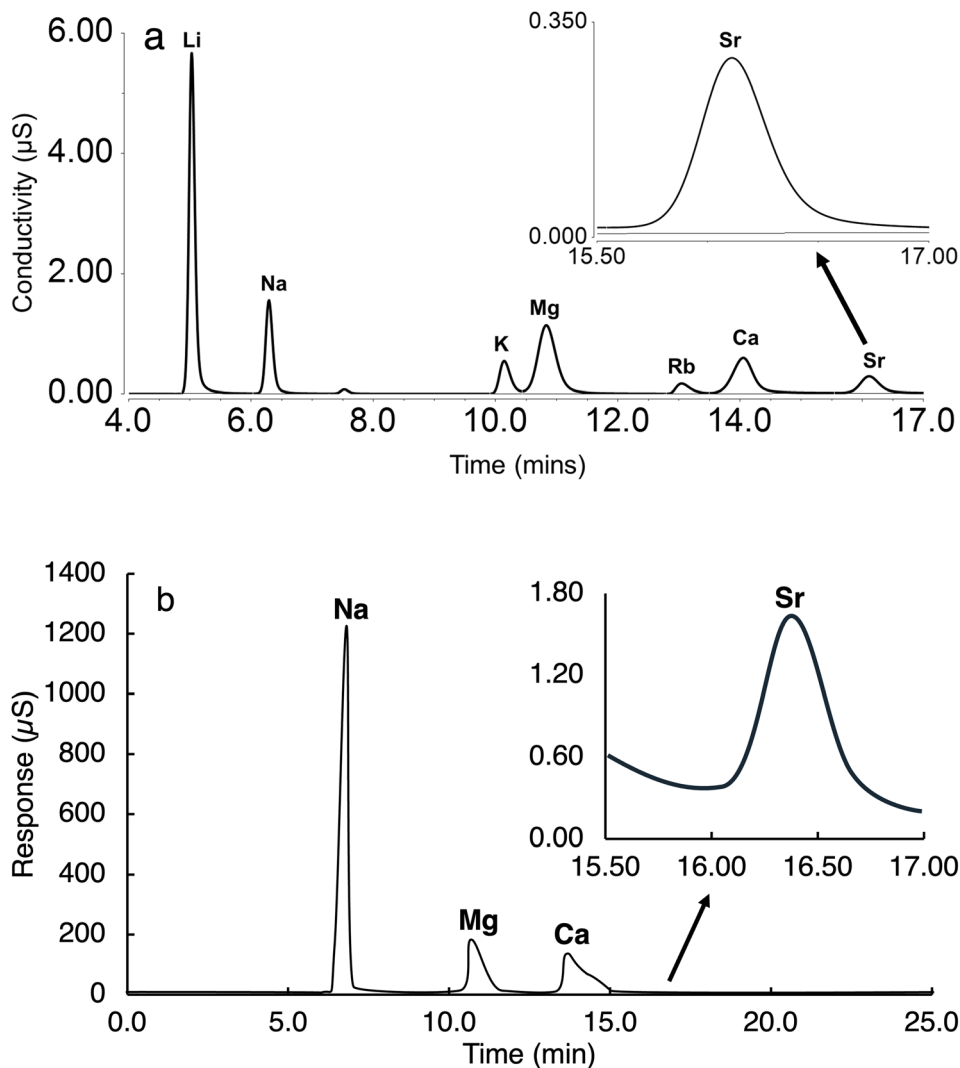 a
6.00
4.00
2.00
0.00
Conductivity (µS)
Li
Na
K
Mg
Rb
Ca
Sr
4.0 6.0 8.0 10.0 12.0 14.0 17.0
Time (mins)
0.350
Sr
0.000
15.50 17.00
b
1400
1200
1000
800
600
400
200
0
Response (µS)
Na
Mg
Ca
0.0 5.0 10.0 15.0 20.0 25.0
Time (min)
1.80
1.20
0.60
0.00
Sr
15.50 16.00 16.50 17.00